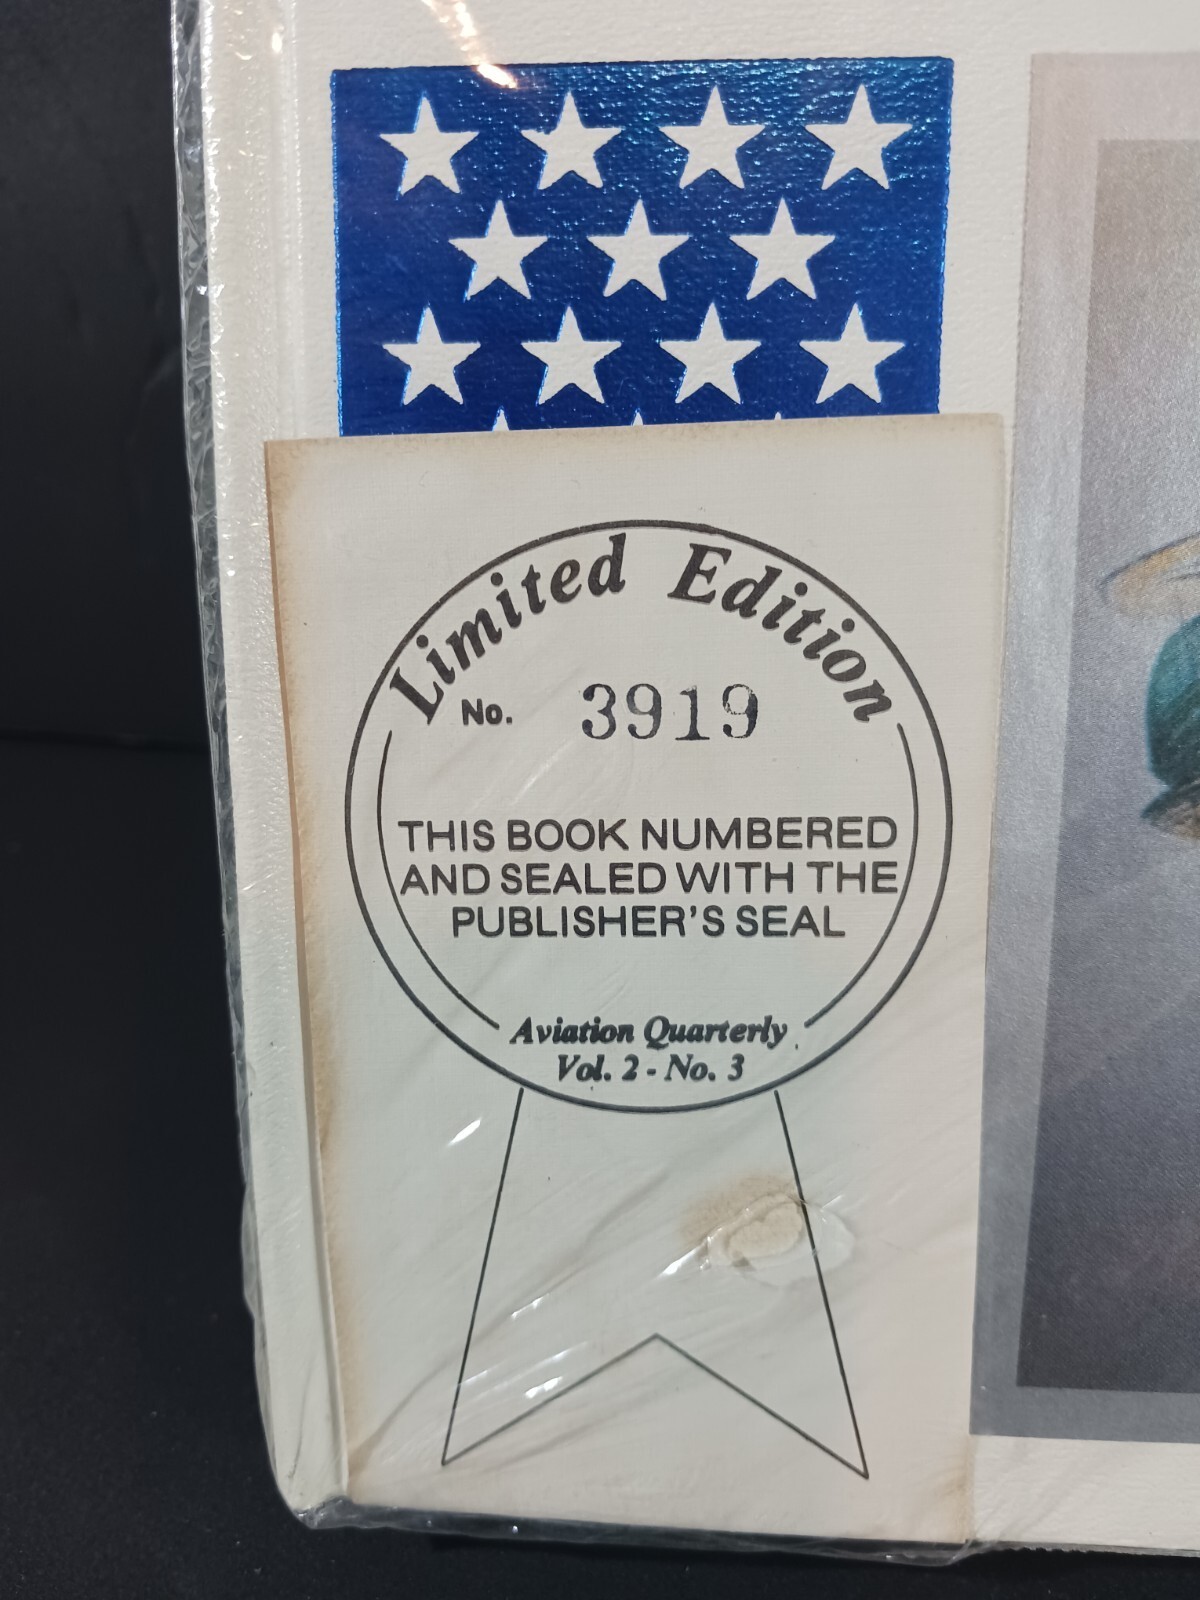 Limited Edition
No. 3919
THIS BOOK NUMBERED
AND SEALED WITH THE
PUBLISHER'S SEAL
Aviation Quarterly
Vol. 2 - No. 3